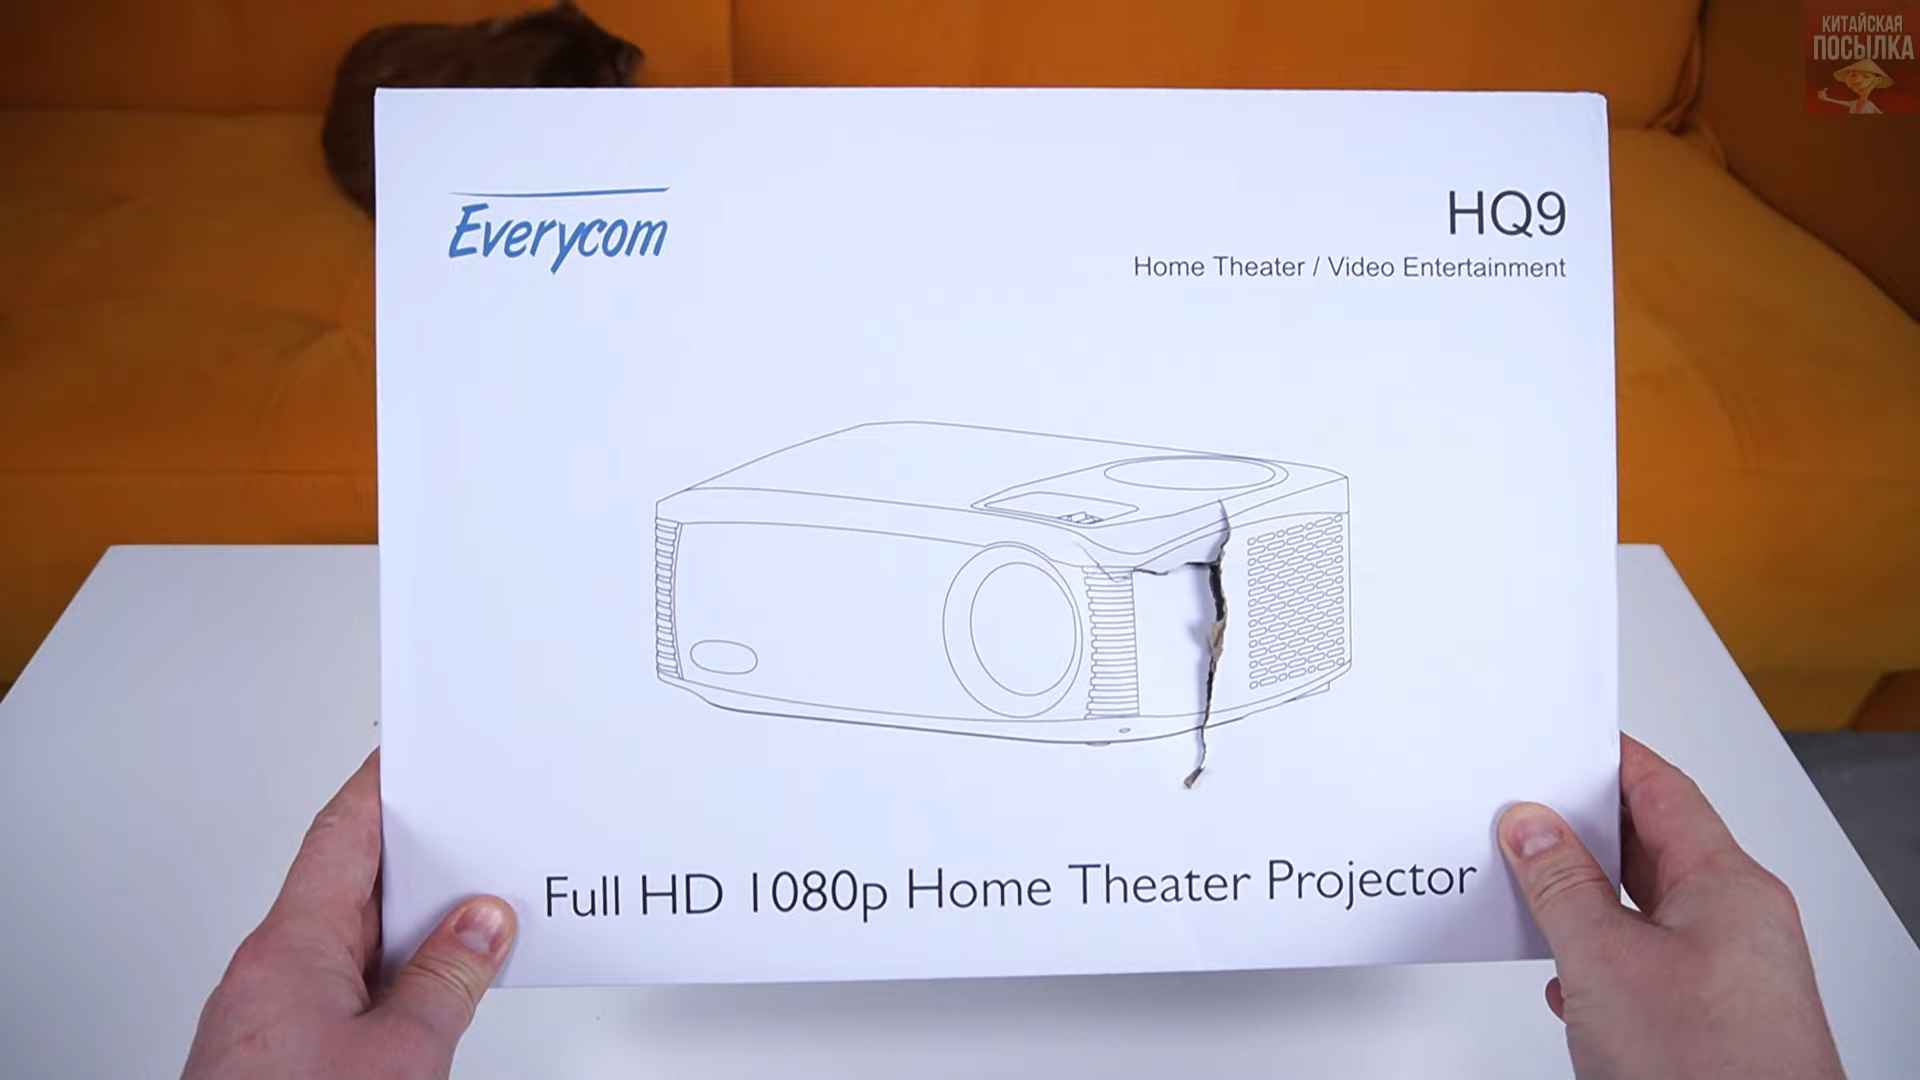 КИТАЙСКАЯ
ПОСЫЛКА
Everycom
HQ9
Home Theater / Video Entertainment
Full HD 1080p Home Theater Projector